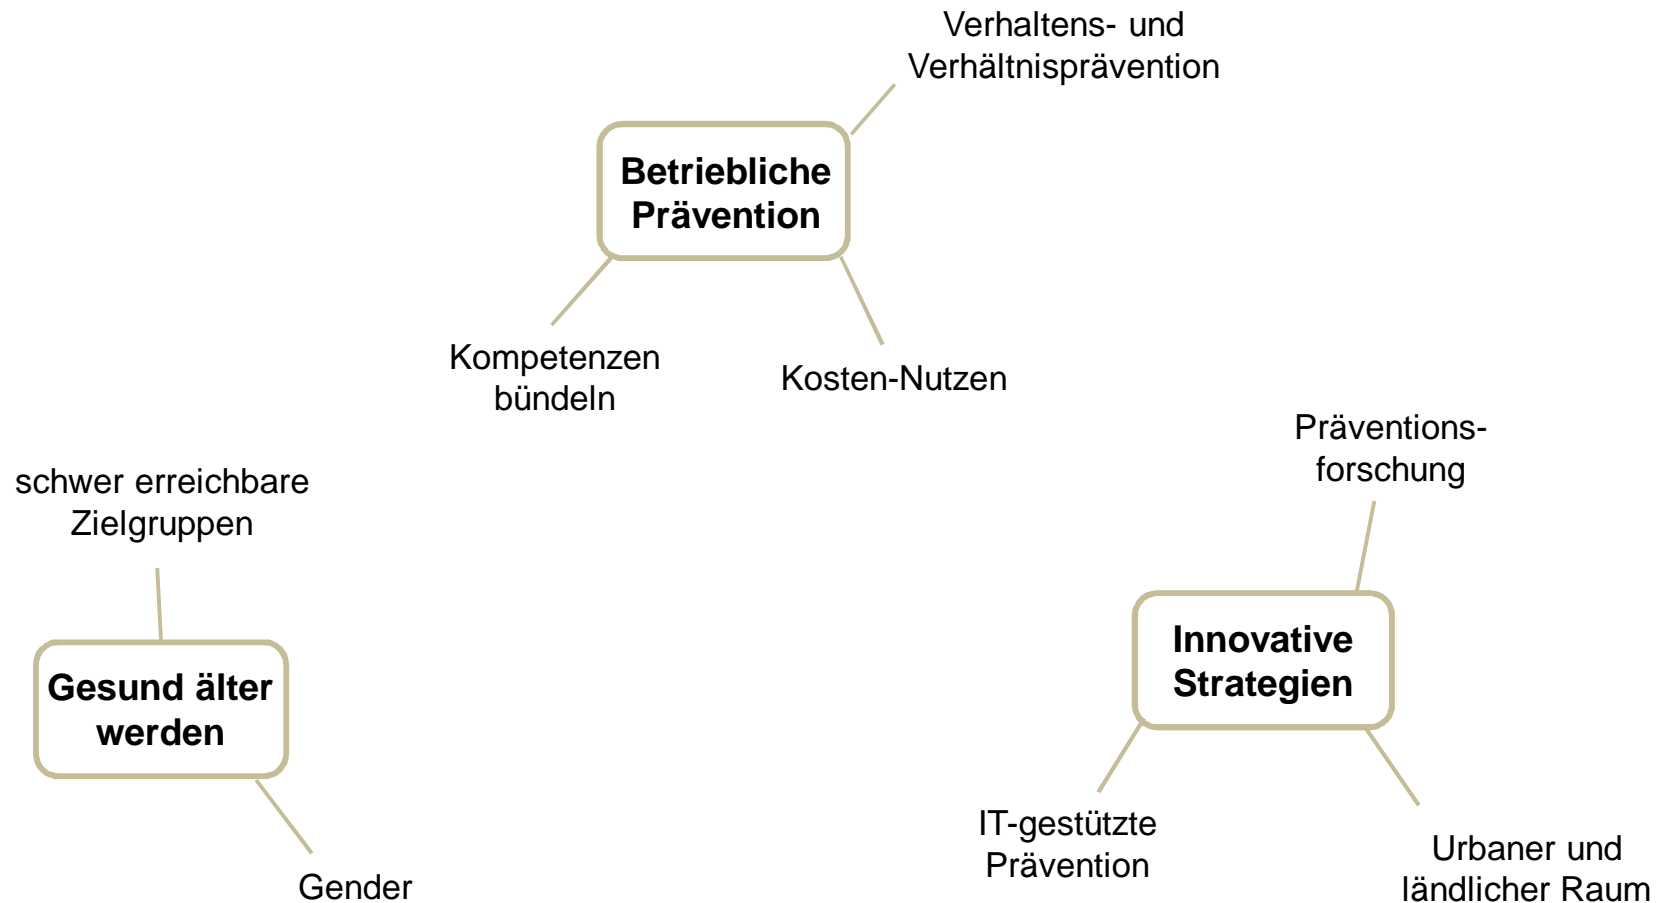 Verhaltens- und
Verhältnisprävention
Betriebliche
Prävention
Kompetenzen
bündeln
Kosten-Nutzen
schwer erreichbare
Zielgruppen
Gesund älter
werden
Gender
Präventions-
forschung
Innovative
Strategien
IT-gestützte
Prävention
Urbaner und
ländlicher Raum